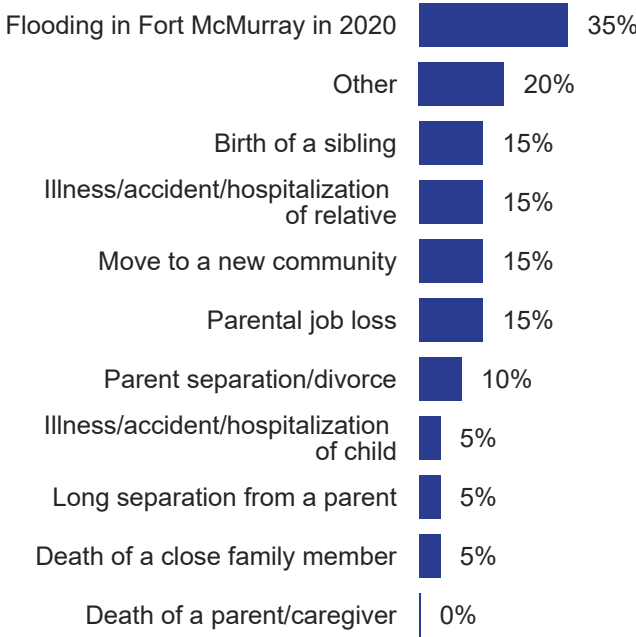 Flooding in Fort McMurray in 2020 35%
Other 20%
Birth of a sibling 15%
Illness/accident/hospitalization
of relative 15%
Move to a new community 15%
Parental job loss 15%
Parent separation/divorce 10%
Illness/accident/hospitalization
of child 5%
Long separation from a parent 5%
Death of a close family member 5%
Death of a parent/caregiver 0%